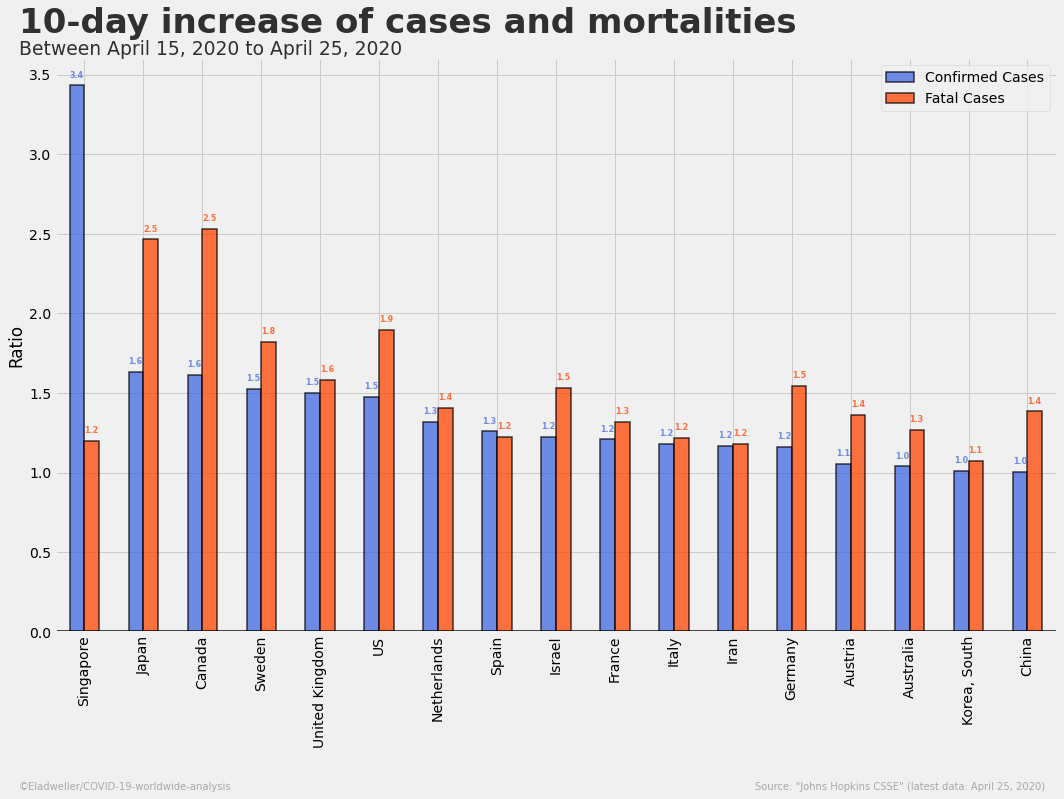 10-day increase of cases and mortalities
Between April 15, 2020 to April 25, 2020
Confirmed Cases
Fatal Cases
Ratio
3.5
3.0
2.5
2.0
1.5
1.0
0.5
0.0
3.4
1.2
1.6
2.5
1.6
2.5
1.5
1.8
1.5
1.6
1.5
1.9
1.3
1.4
1.3
1.2
1.2
1.5
1.2
1.3
1.2
1.2
1.2
1.2
1.2
1.5
1.1
1.4
1.0
1.3
1.0
1.1
1.0
1.4
Singapore
Japan
Canada
Sweden
United Kingdom
US
Netherlands
Spain
Israel
France
Italy
Iran
Germany
Austria
Australia
Korea, South
China
©Eladweller/COVID-19-worldwide-analysis
Source: "Johns Hopkins CSSE" (latest data: April 25, 2020)